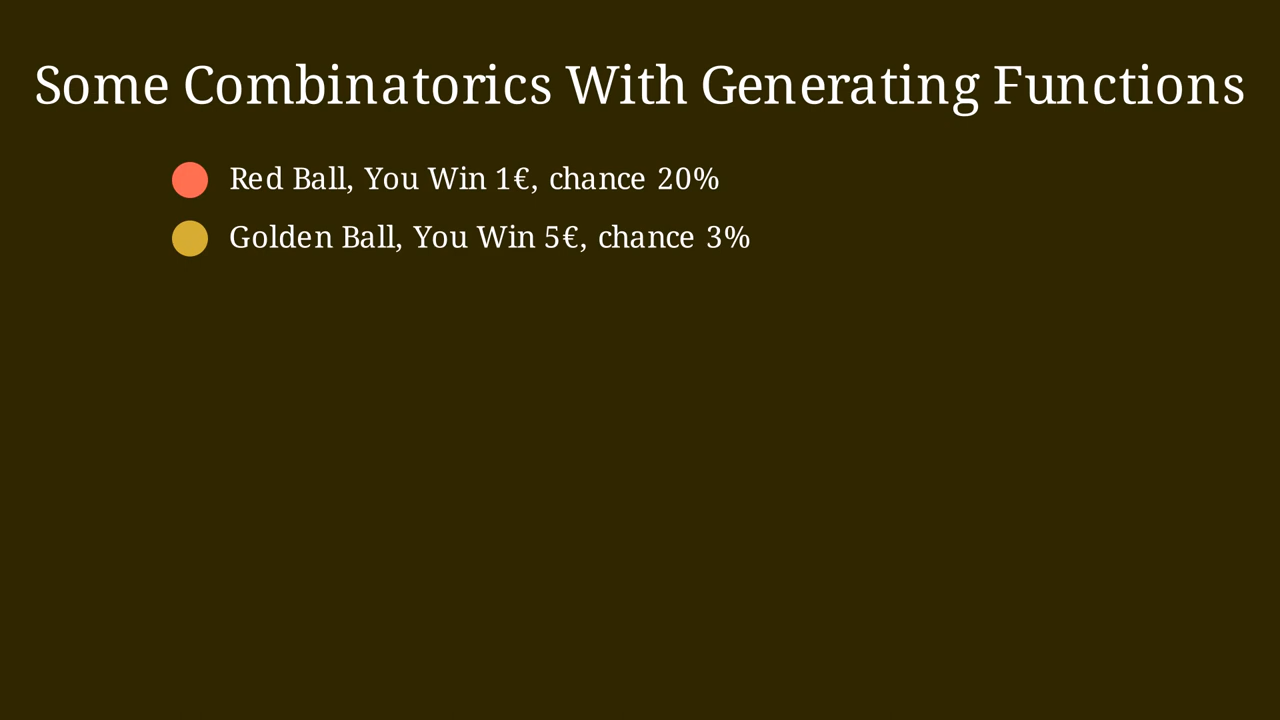 Some Combinatorics With Generating Functions
Red Ball, You Win 1€, chance 20%
Golden Ball, You Win 5€, chance 3%